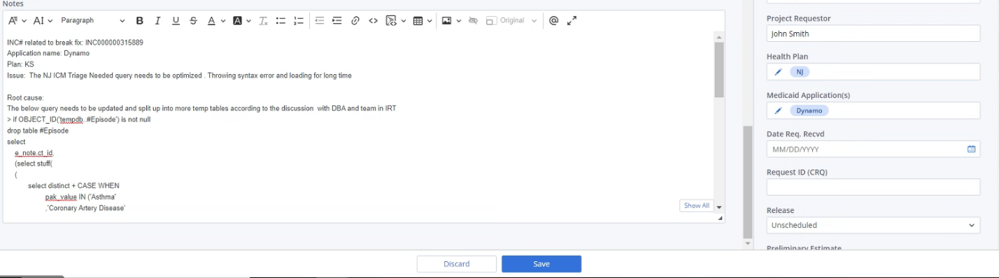 Notes
Paragraph
B I U S A A
Original
INC# related to break fix: INC000000315889
Application name: Dynamo
Plan: KS
Issue:  The NJ ICM Triage Needed query needs to be optimized . Throwing syntax error and loading for long time
Root cause:
The below query needs to be updated and split up into more temp tables according to the discussion  with DBA and team in IRT
> if OBJECT_ID('tempdb..#Episode') is not null
drop table #Episode
select
e_note.ct_id,
(select stuff(
(
select distinct + CASE WHEN
pak_value IN ('Asthma'
,'Coronary Artery Disease'
Show All
Project Requestor
John Smith
Health Plan
NJ
Medicaid Application(s)
Dynamo
Date Req. Recvd
MM/DD/YYYY
Request ID (CRQ)
Release
Unscheduled
Preliminary Estimate
Discard
Save